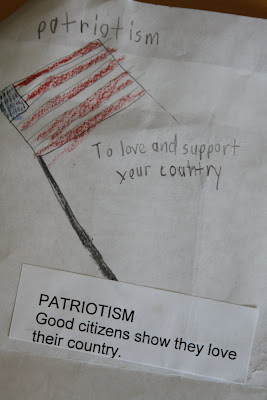 patriotism
To love and support
your country
PATRIOTISM
Good citizens show they love
their country.